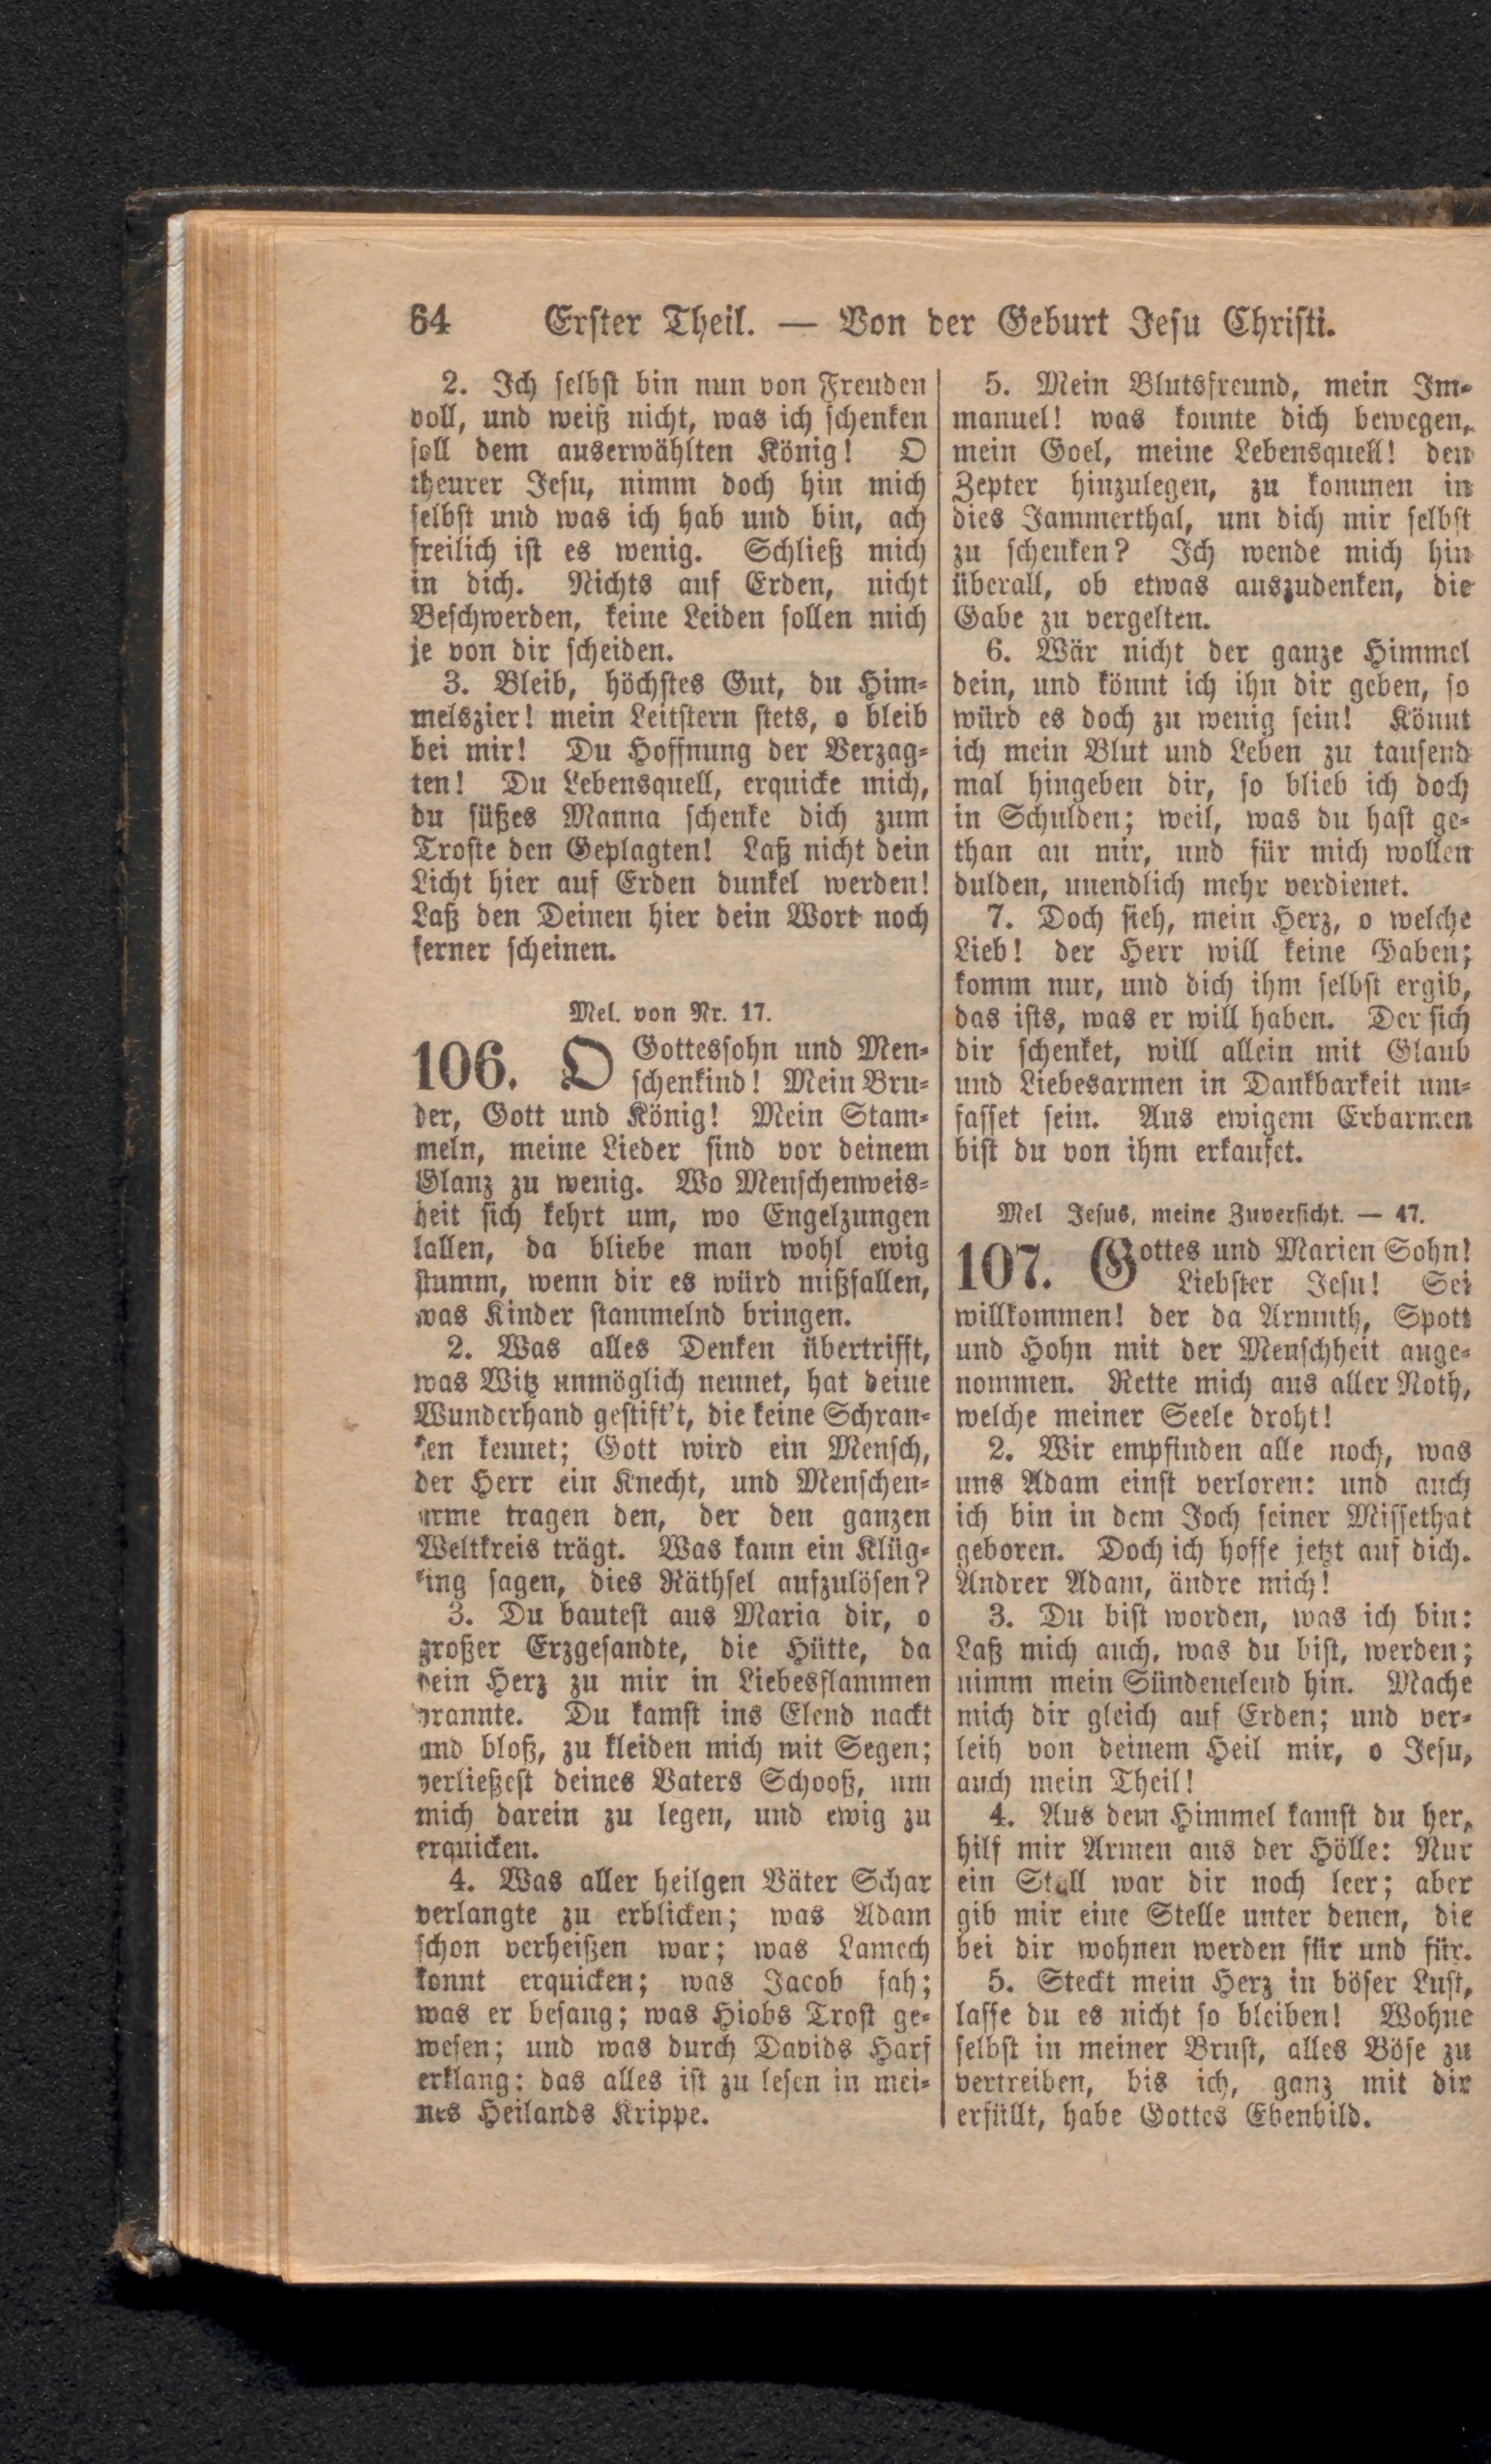 64 Erster Theil. — Von der Geburt Jesu Christi.
2. Ich selbst bin nun von Freuden
voll, und weiß nicht, was ich schenken
soll dem auserwählten König! O
theurer Jesu, nimm doch hin mich
selbst und was ich hab und bin, ach
freilich ist es wenig. Schließ mich
in dich. Nichts auf Erden, nicht
Beschwerden, keine Leiden sollen mich
je von dir scheiden.
3. Bleib, höchstes Gut, du Him-
melszier! mein Leitstern stets, o bleib
bei mir! Du Hoffnung der Verzag-
ten! Du Lebensquell, erquicke mich,
du süßes Manna schenke dich zum
Troste den Geplagten! Laß nicht dein
Licht hier auf Erden dunkel werden!
Laß den Deinen hier dein Wort noch
ferner scheinen.
Mel. von Nr. 17.
106. O Gottessohn und Men-
schenkind! Mein Bru-
der, Gott und König! Mein Stam-
meln, meine Lieder sind vor deinem
Glanz zu wenig. Wo Menschenweis-
heit sich kehrt um, wo Engelzungen
lallen, da bliebe man wohl ewig
stumm, wenn dir es würd mißfallen,
was Kinder stammelnd bringen.
2. Was alles Denken übertrifft,
was Witz unmöglich nennet, hat deine
Wunderhand gestift't, die keine Schran-
ken kennet; Gott wird ein Mensch,
der Herr ein Knecht, und Menschen-
arme tragen den, der den ganzen
Weltkreis trägt. Was kann ein Klüg-
ling sagen, dies Räthsel aufzulösen?
3. Du bautest aus Maria dir, o
großer Erzgesandte, die Hütte, da
dein Herz zu mir in Liebesflammen
brannte. Du kamst ins Elend nackt
und bloß, zu kleiden mich mit Segen;
verließest deines Vaters Schooß, um
mich darein zu legen, und ewig zu
erquicken.
4. Was aller heilgen Väter Schar
verlangte zu erblicken; was Adam
schon verheißen war; was Lamech
konnt erquicken; was Jacob sah;
was er besang; was Hiobs Trost ge-
wesen; und was durch Davids Harf
erklang: das alles ist zu lesen in mei-
nes Heilands Krippe.
5. Mein Blutsfreund, mein Im-
manuel! was konnte dich bewegen,
mein Goel, meine Lebensquell! den
Zepter hinzulegen, zu kommen in
dies Jammerthal, um dich mir selbst
zu schenken? Ich wende mich hin
überall, ob etwas auszudenken, die
Gabe zu vergelten.
6. Wär nicht der ganze Himmel
dein, und könnt ich ihn dir geben, so
würd es doch zu wenig sein! Könnt
ich mein Blut und Leben zu tausend
mal hingeben dir, so blieb ich doch
in Schulden; weil, was du hast ge-
than an mir, und für mich wollen
dulden, unendlich mehr verdienet.
7. Doch sieh, mein Herz, o welche
Lieb! der Herr will keine Gaben;
komm nur, und dich ihm selbst ergib,
das ists, was er will haben. Der sich
dir schenket, will allein mit Glaub
und Liebesarmen in Dankbarkeit um-
fasset sein. Aus ewigem Erbarmen
bist du von ihm erkaufet.
Mel Jesus, meine Zuversicht. — 47.
107. Gottes und Marien Sohn!
Liebster Jesu! Sei
willkommen! der da Armuth, Spott
und Hohn mit der Menschheit ange-
nommen. Rette mich aus aller Noth,
welche meiner Seele droht!
2. Wir empfinden alle noch, was
uns Adam einst verloren: und auch
ich bin in dem Joch seiner Missethat
geboren. Doch ich hoffe jetzt auf dich.
Andrer Adam, ändre mich!
3. Du bist worden, was ich bin:
Laß mich auch, was du bist, werden;
nimm mein Sündenelend hin. Mache
mich dir gleich auf Erden; und ver-
leih von deinem Heil mir, o Jesu,
auch mein Theil!
4. Aus dem Himmel kamst du her,
hilf mir Armen aus der Hölle: Nur
ein Stall war dir noch leer; aber
gib mir eine Stelle unter denen, die
bei dir wohnen werden für und für.
5. Steckt mein Herz in böser Lust,
lasse du es nicht so bleiben! Wohne
selbst in meiner Brust, alles Böse zu
vertreiben, bis ich, ganz mit dir
erfüllt, habe Gottes Ebenbild.